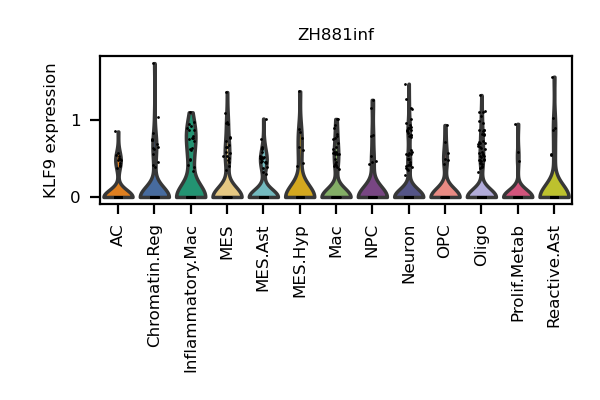 ZH881inf
KLF9 expression
1
0
AC
Chromatin.Reg
Inflammatory.Mac
MES
MES.Ast
MES.Hyp
Mac
NPC
Neuron
OPC
Oligo
Prolif.Metab
Reactive.Ast